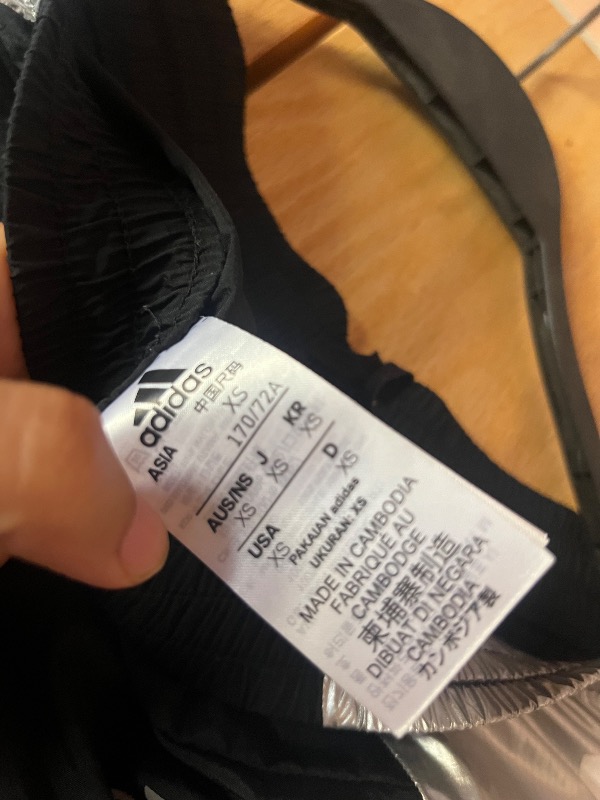 adidas
ASIA
中国尺码
XS
170/72A
AUS/NS J KR
XS XS XS
USA D
XS XS
PAKAIAN adidas
UKURAN: XS
MADE IN CAMBODIA
FABRIQUE AU
CAMBODGE
柬埔寨制造
DIBUAT DI NEGARA
CAMBODIA
カンボジア製